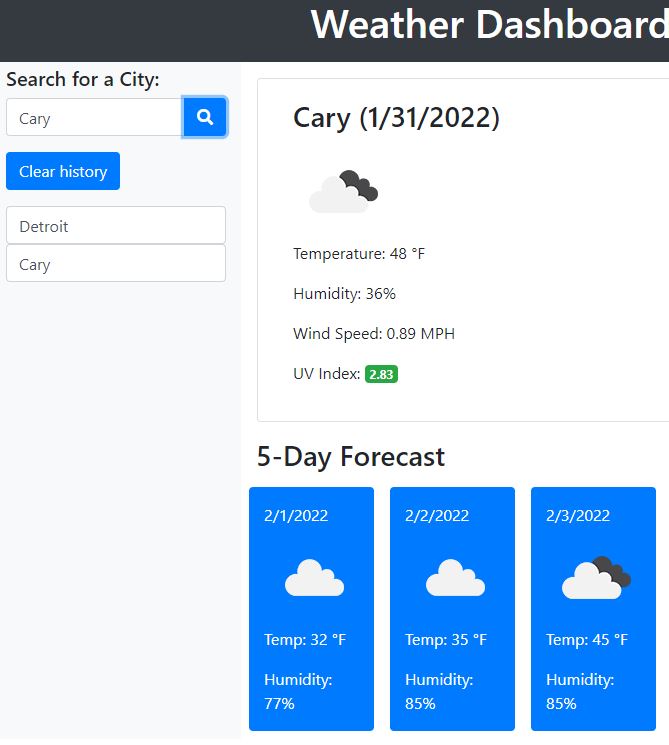 Weather Dashboard
Search for a City:
Cary
Clear history
Detroit
Cary
Cary (1/31/2022)
Temperature: 48 °F
Humidity: 36%
Wind Speed: 0.89 MPH
UV Index: 2.83
5-Day Forecast
2/1/2022
Temp: 32 °F
Humidity:
77%
2/2/2022
Temp: 35 °F
Humidity:
85%
2/3/2022
Temp: 45 °F
Humidity:
85%